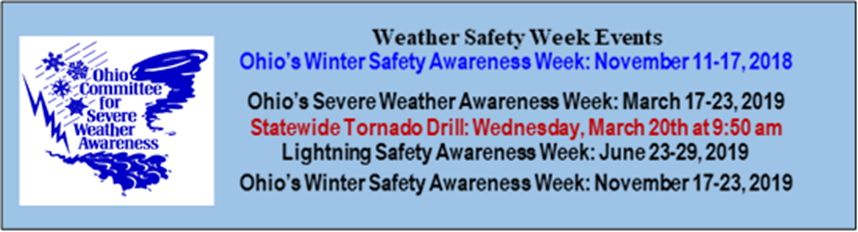 Ohio
Committee
for
Severe
Weather
Awareness
Weather Safety Week Events
Ohio's Winter Safety Awareness Week: November 11-17, 2018
Ohio's Severe Weather Awareness Week: March 17-23, 2019
Statewide Tornado Drill: Wednesday, March 20th at 9:50 am
Lightning Safety Awareness Week: June 23-29, 2019
Ohio's Winter Safety Awareness Week: November 17-23, 2019